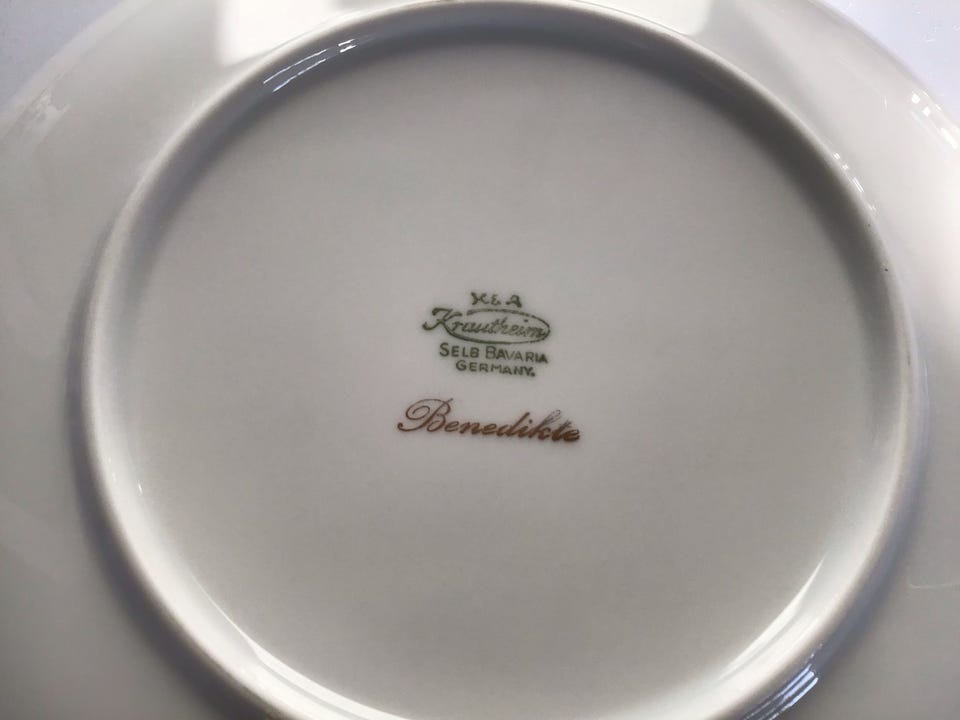 K & A
Krautheim
SELB BAVARIA
GERMANY.
Benedikte